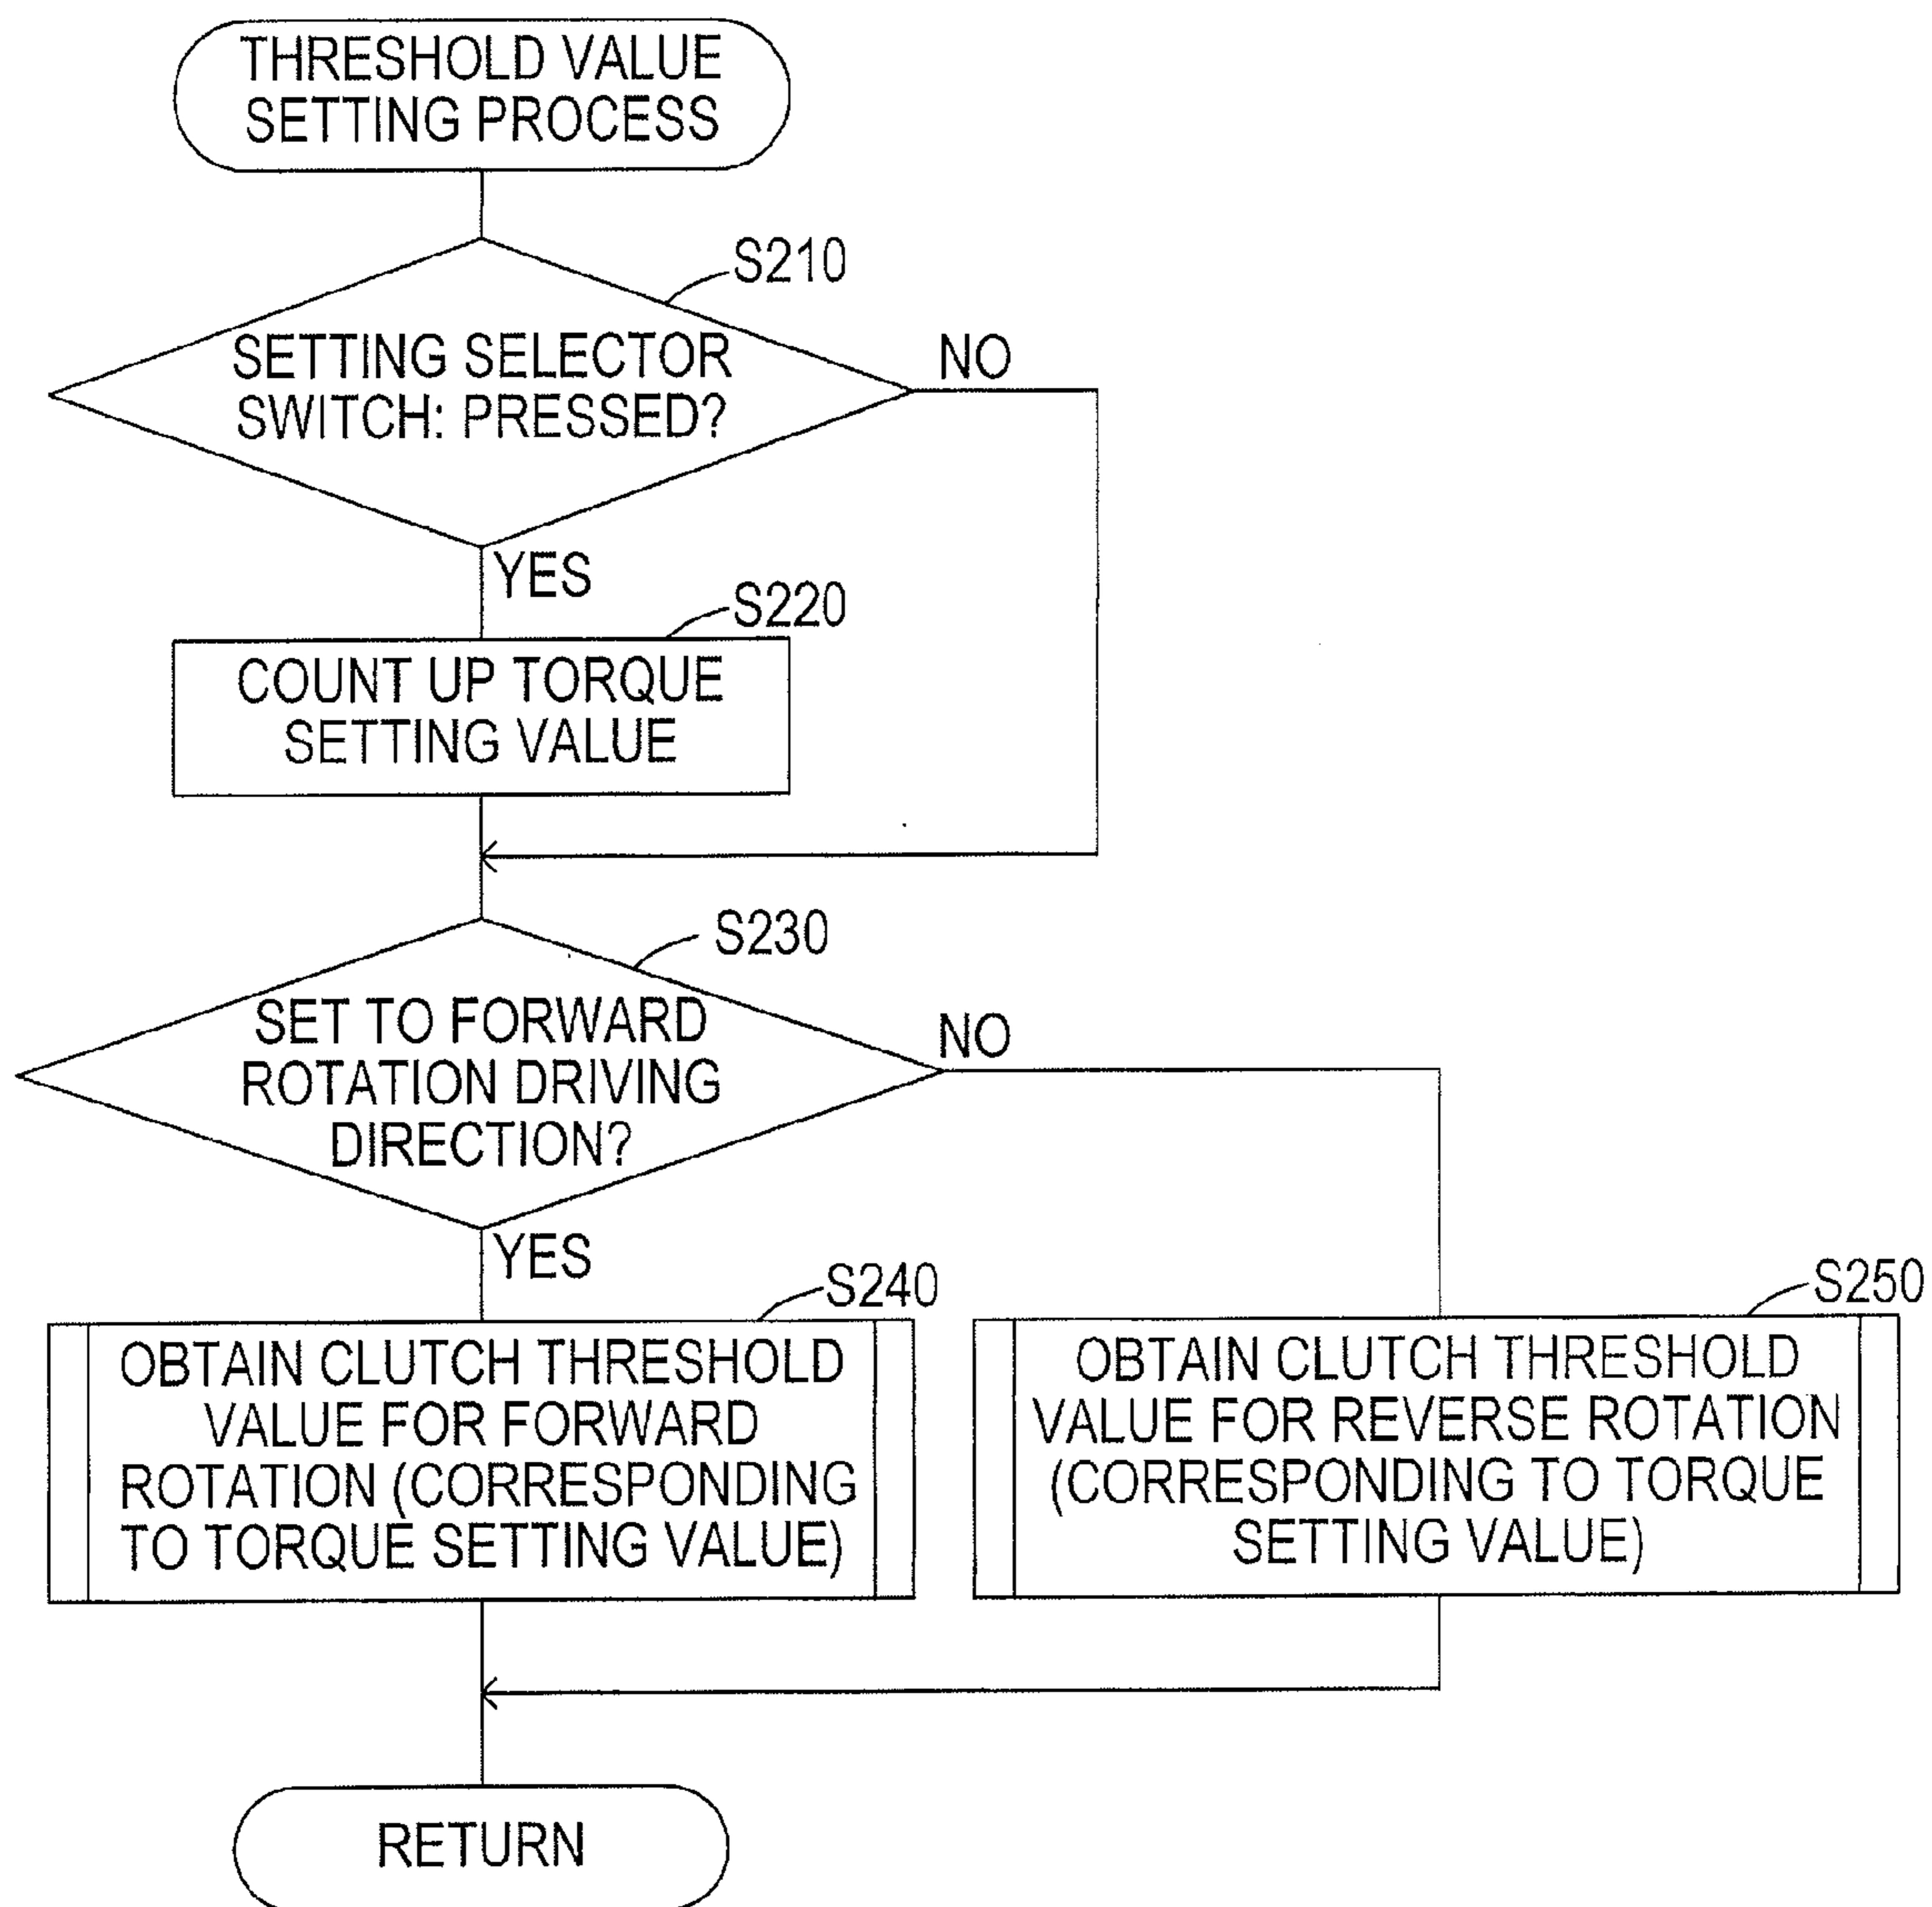 THRESHOLD VALUE
SETTING PROCESS
S210
SETTING SELECTOR
SWITCH: PRESSED?
NO
YES
S220
COUNT UP TORQUE
SETTING VALUE
S230
SET TO FORWARD
ROTATION DRIVING
DIRECTION?
NO
YES
S240
OBTAIN CLUTCH THRESHOLD
VALUE FOR FORWARD
ROTATION (CORRESPONDING
TO TORQUE SETTING VALUE)
S250
OBTAIN CLUTCH THRESHOLD
VALUE FOR REVERSE ROTATION
(CORRESPONDING TO TORQUE
SETTING VALUE)
RETURN